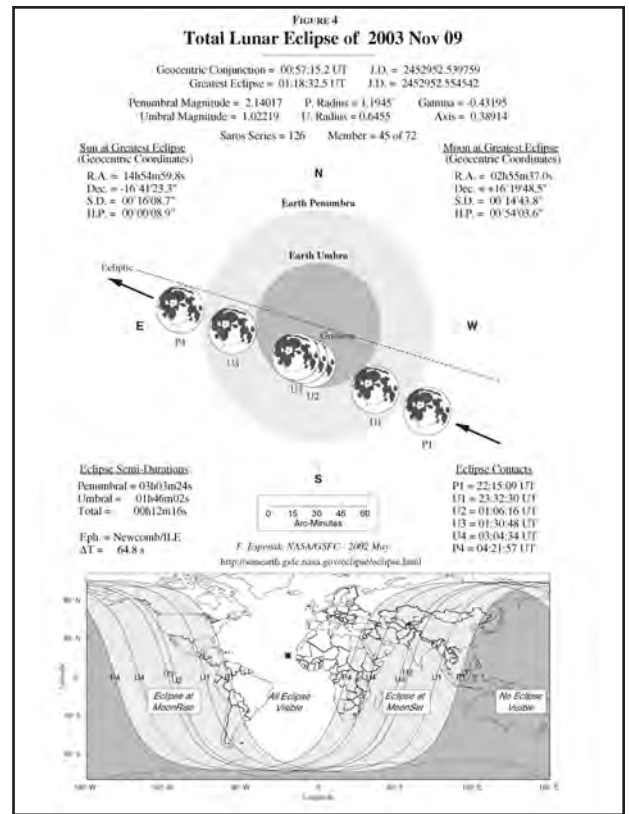 FIGURE 4
Total Lunar Eclipse of 2003 Nov 09
Geocentric Conjunction = 00:57:15.2 UT J.D. = 2452952.539759
Greatest Eclipse = 01:18:32.5 UT J.D. = 2452952.554542
Penumbral Magnitude = 2.14017 P. Radius = 1.1945° Gamma = -0.43195
Umbral Magnitude = 1.02219 U. Radius = 0.6455° Axis = 0.38914
Saros Series = 126 Member = 45 of 72
Sun at Greatest Eclipse
(Geocentric Coordinates)
R.A. = 14h54m59.8s
Dec. = -16°41'23.3"
S.D. = 00°16'08.7"
H.P. = 00°00'08.9"
Moon at Greatest Eclipse
(Geocentric Coordinates)
R.A. = 02h55m37.0s
Dec. = +16°19'48.5"
S.D. = 00°14'43.8"
H.P. = 00°54'03.6"
N
Earth Penumbra
Earth Umbra
Ecliptic
E
W
P4
U4
U3
U2
U1
P1
S
Eclipse Semi-Durations
Penumbral = 03h03m24s
Umbral = 01h46m02s
Total = 00h12m16s
Eph. = Newcomb/ILE
ΔT = 64.8 s
0 15 30 45 60
Arc-Minutes
Eclipse Contacts
P1 = 22:15:09 UT
U1 = 23:32:30 UT
U2 = 01:06:16 UT
U3 = 01:30:48 UT
U4 = 03:04:34 UT
P4 = 04:21:57 UT
F. Espenak, NASA/GSFC - 2002 May
http://sunearth.gsfc.nasa.gov/eclipse/eclipse.html
P4 U4 U2 U1 P4 U4 U1
Eclipse at
MoonRise
All Eclipse
Visible
Eclipse at
MoonSet
No Eclipse
Visible
Latitude
Longitude